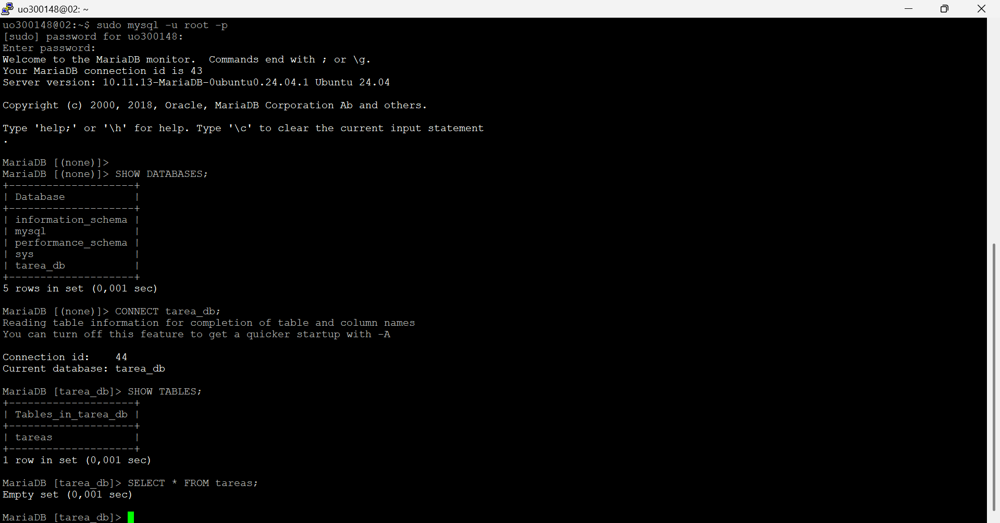 uo300148@02: ~
uo300148@02:~$ sudo mysql -u root -p
[sudo] password for uo300148:
Enter password:
Welcome to the MariaDB monitor.  Commands end with ; or \g.
Your MariaDB connection id is 43
Server version: 10.11.13-MariaDB-0ubuntu0.24.04.1 Ubuntu 24.04
Copyright (c) 2000, 2018, Oracle, MariaDB Corporation Ab and others.
Type 'help;' or '\h' for help. Type '\c' to clear the current input statement
.
MariaDB [(none)]>
MariaDB [(none)]> SHOW DATABASES;
+--------------------+
| Database           |
+--------------------+
| information_schema |
| mysql              |
| performance_schema |
| sys                |
| tarea_db           |
+--------------------+
5 rows in set (0,001 sec)
MariaDB [(none)]> CONNECT tarea_db;
Reading table information for completion of table and column names
You can turn off this feature to get a quicker startup with -A
Connection id:    44
Current database: tarea_db
MariaDB [tarea_db]> SHOW TABLES;
+--------------------+
| Tables_in_tarea_db |
+--------------------+
| tareas             |
+--------------------+
1 row in set (0,001 sec)
MariaDB [tarea_db]> SELECT * FROM tareas;
Empty set (0,001 sec)
MariaDB [tarea_db]>